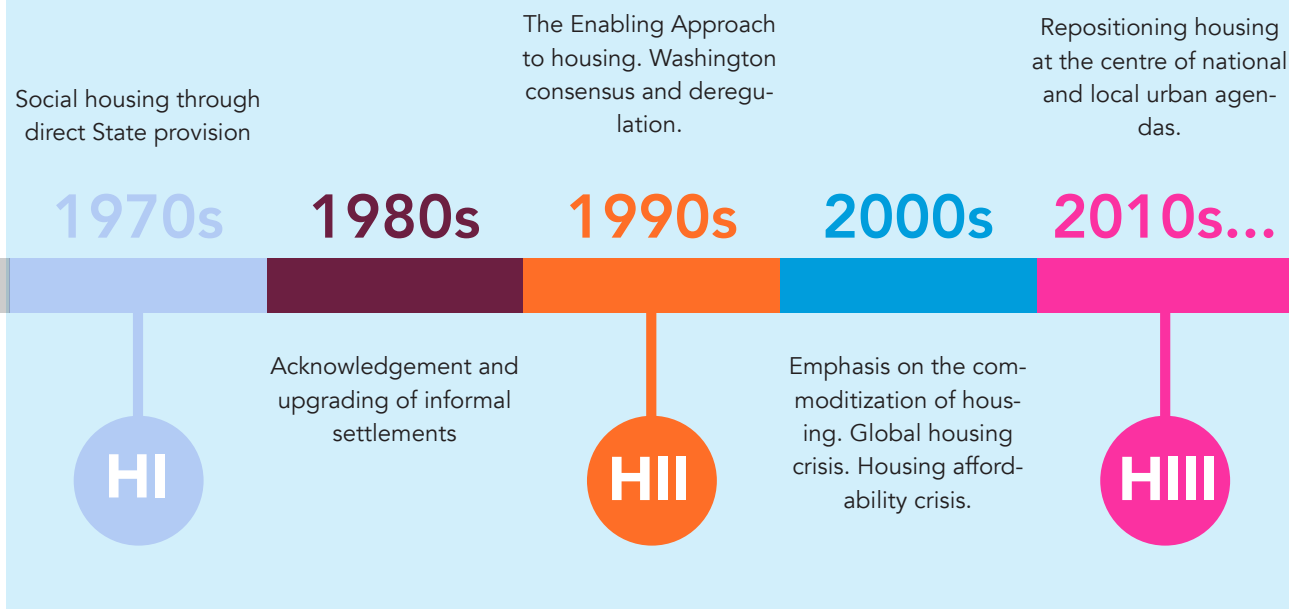 Social housing through
direct State provision
The Enabling Approach
to housing. Washington
consensus and deregu-
lation.
Repositioning housing
at the centre of national
and local urban agen-
das.
1970s
1980s
1990s
2000s
2010s...
Acknowledgement and
upgrading of informal
settlements
Emphasis on the com-
moditization of hous-
ing. Global housing
crisis. Housing afford-
ability crisis.
HI
HII
HIII